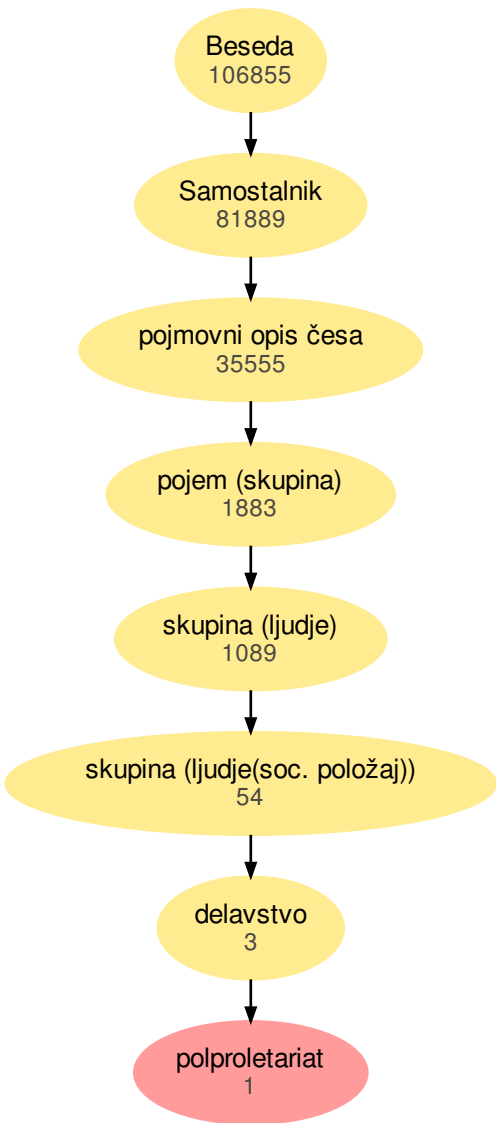 Beseda
106855
Samostalnik
81889
pojmovni opis česa
35555
pojem (skupina)
1883
skupina (ljudje)
1089
skupina (ljudje(soc. položaj))
54
delavstvo
3
polproletariat
1